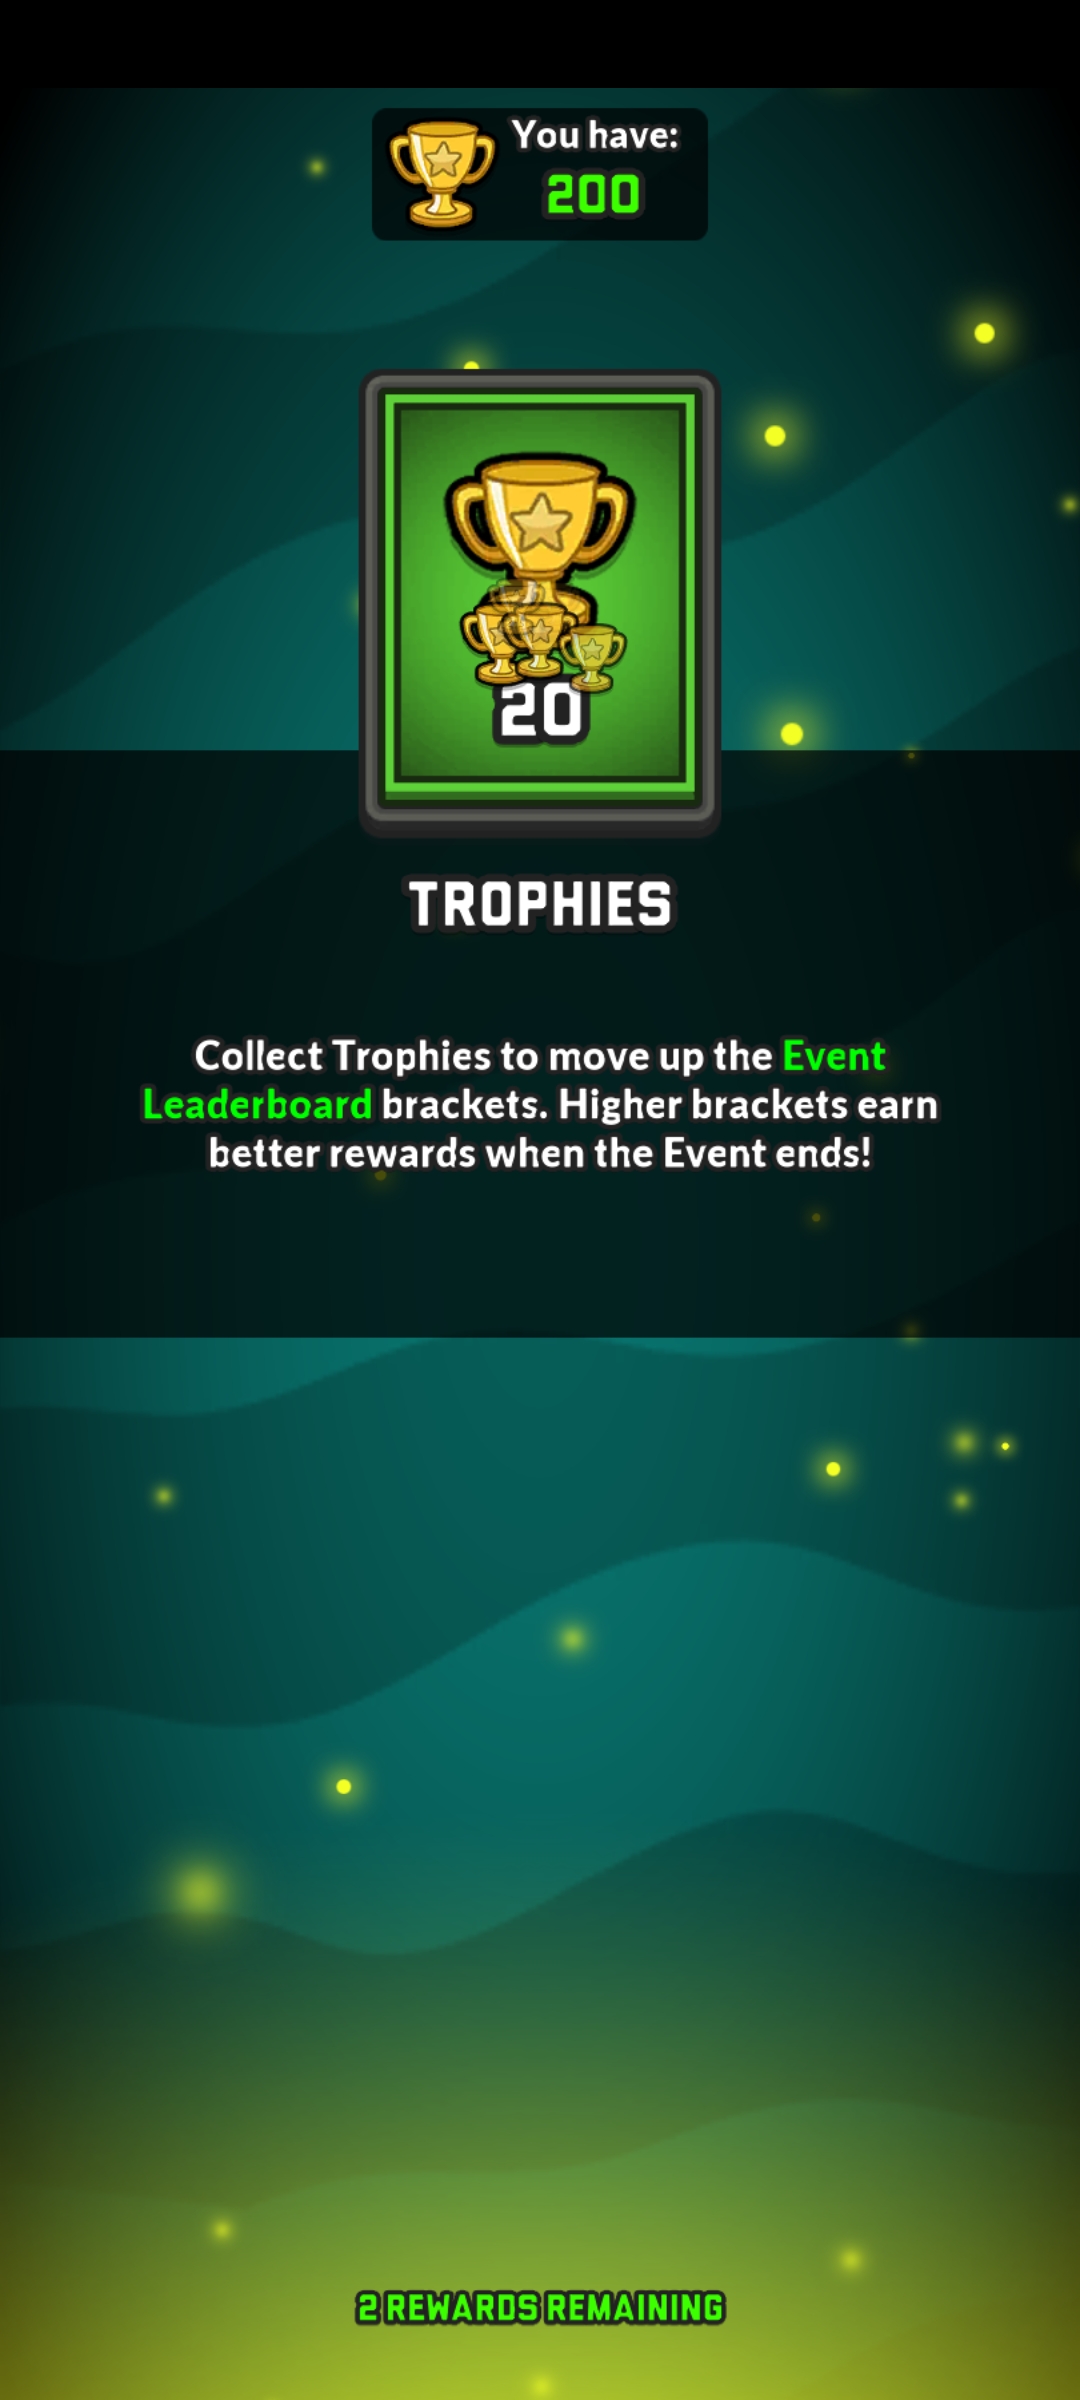 You have:
200
20
TROPHIES
Collect Trophies to move up the Event
Leaderboard brackets. Higher brackets earn
better rewards when the Event ends!
2 REWARDS REMAINING